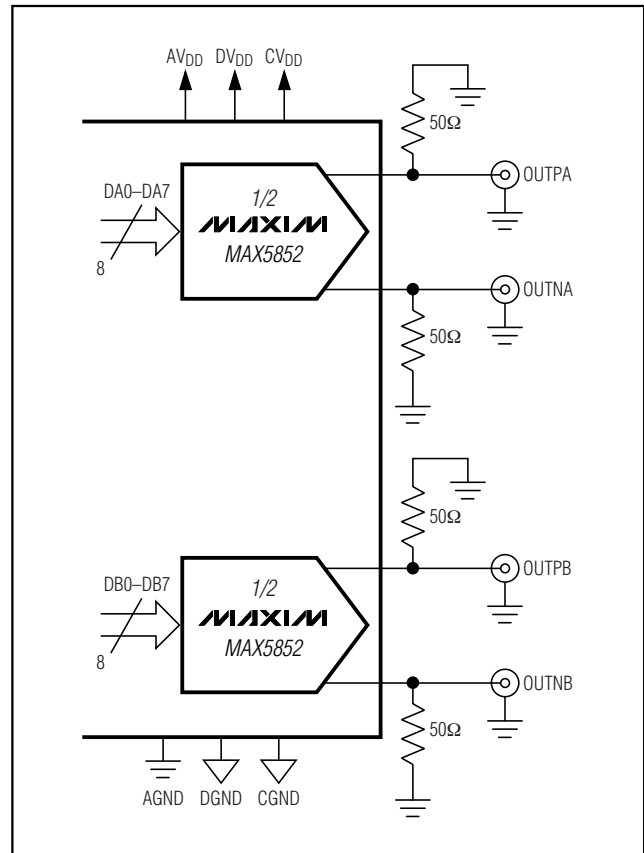 AVDD DVDD CVDD
50Ω
DA0–DA7
1/2
OUTPA
MAXIM
MAX5852
8
OUTNA
50Ω
50Ω
DB0–DB7
1/2
OUTPB
MAXIM
MAX5852
8
OUTNB
50Ω
AGND DGND CGND